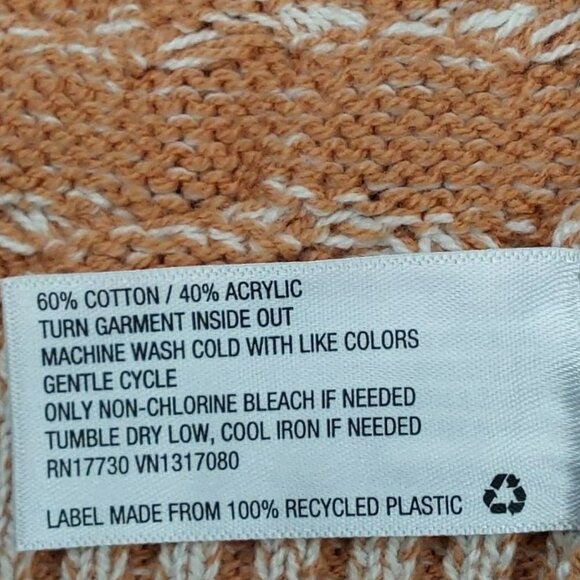 60% COTTON / 40% ACRYLIC
TURN GARMENT INSIDE OUT
MACHINE WASH COLD WITH LIKE COLORS
GENTLE CYCLE
ONLY NON-CHLORINE BLEACH IF NEEDED
TUMBLE DRY LOW, COOL IRON IF NEEDED
RN17730 VN1317080
LABEL MADE FROM 100% RECYCLED PLASTIC